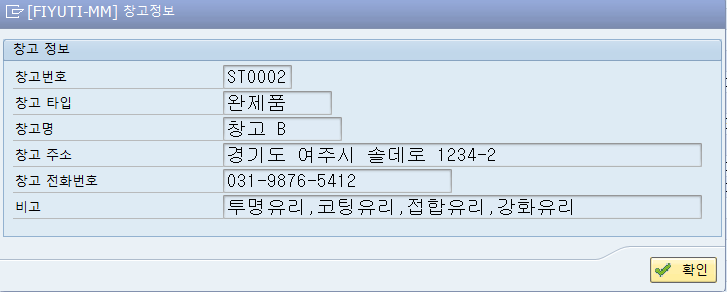 [FIYUTI-MM] 창고정보
창고 정보
창고번호 ST0002
창고 타입 완제품
창고명 창고 B
창고 주소 경기도 여주시 솔데로 1234-2
창고 전화번호 031-9876-5412
비고 투명유리,코팅유리,접합유리,강화유리
확인